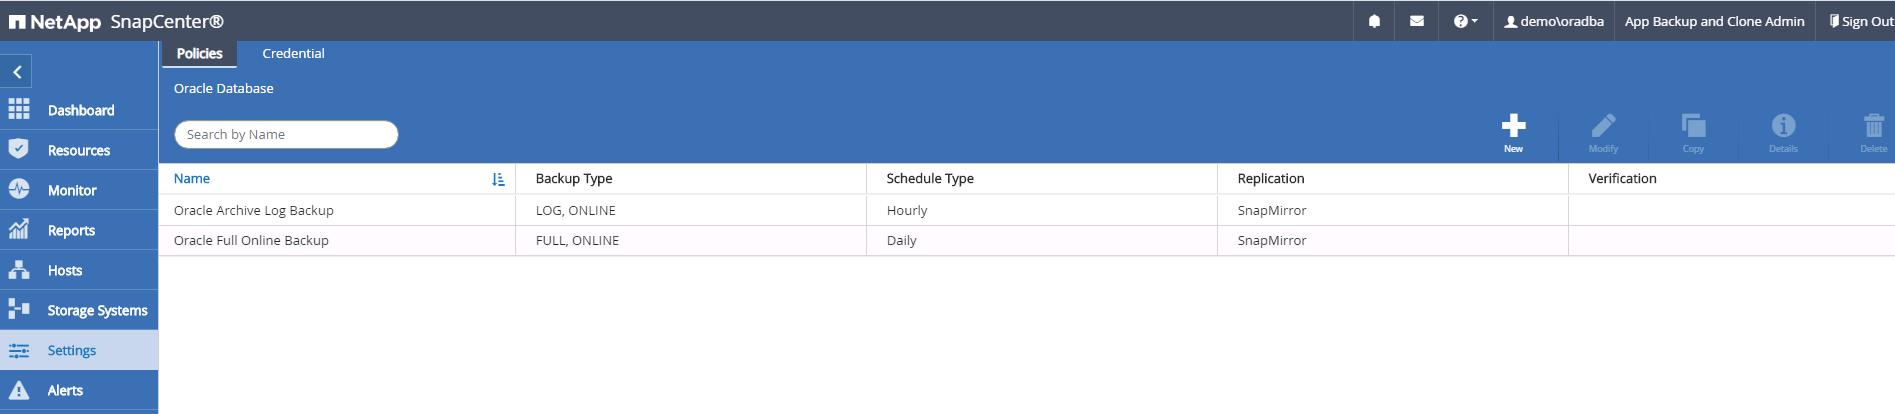 NetApp SnapCenter®
demo\oradba App Backup and Clone Admin Sign Out
Policies Credential
Oracle Database
Search by Name
New Modify Copy Details Delete
Dashboard
Resources
Monitor
Reports
Hosts
Storage Systems
Settings
Alerts
Name Backup Type Schedule Type Replication Verification
Oracle Archive Log Backup LOG, ONLINE Hourly SnapMirror
Oracle Full Online Backup FULL, ONLINE Daily SnapMirror